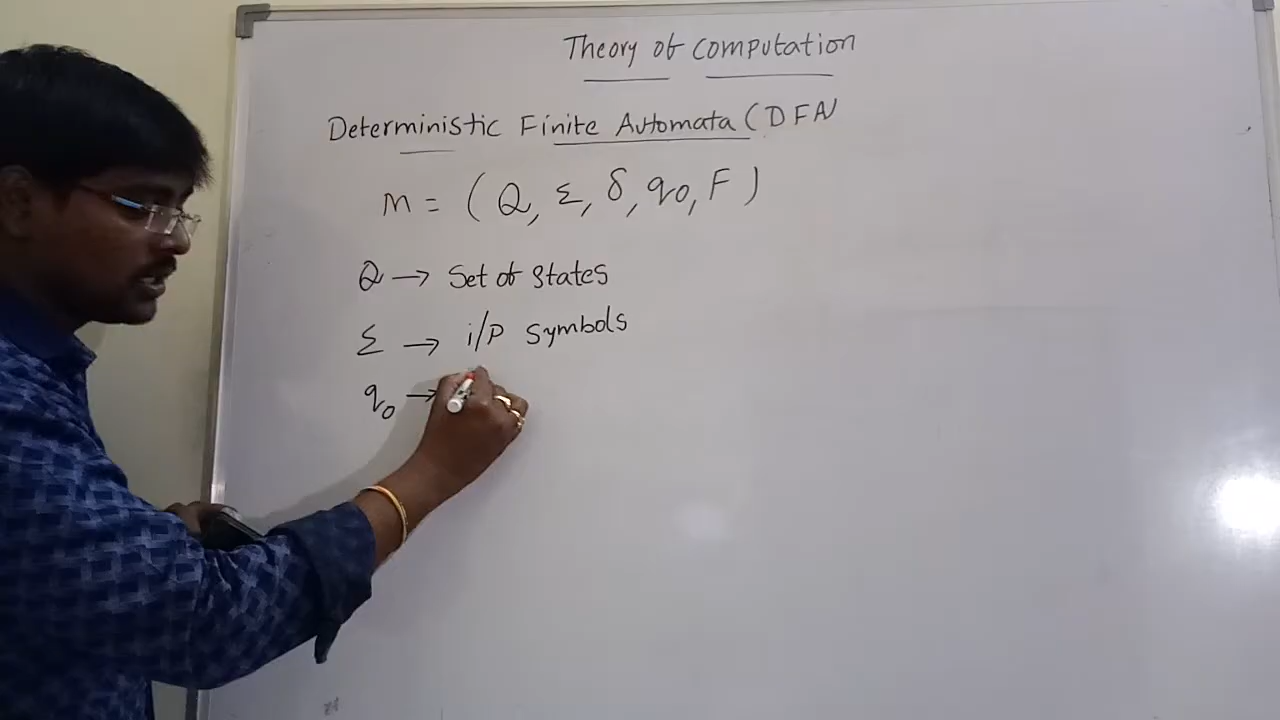 Theory of Computation
Deterministic Finite Automata (DFA)
M = (Q, Σ, δ, q0, F)
Q → Set of States
Σ → i/P Symbols
q0 →